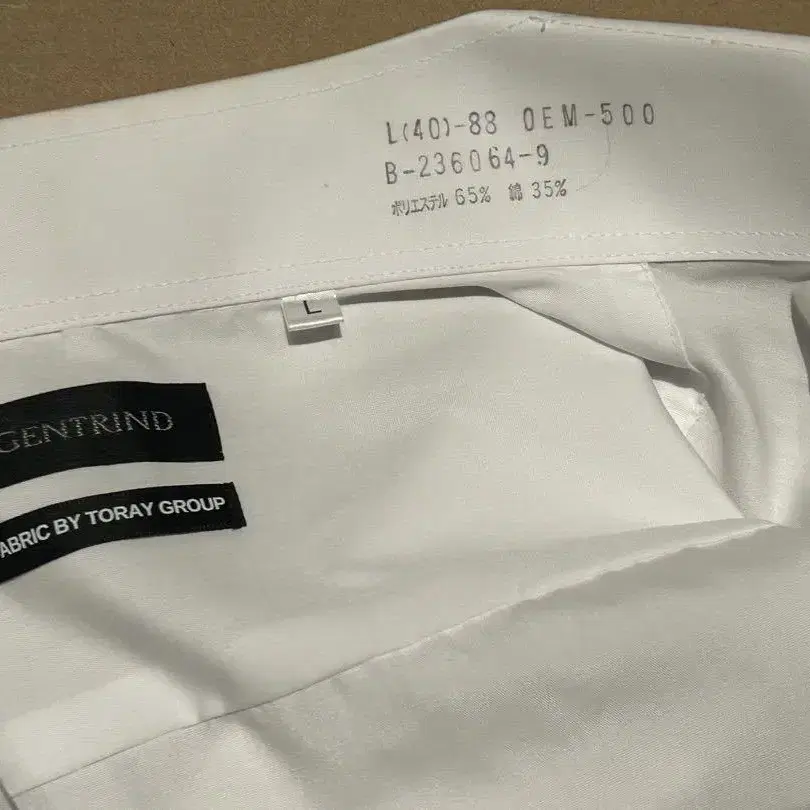 L(40)-88 OEM-500
B-236064-9
ポリエステル 65% 綿 35%
L
GENTRIND
ABRIC BY TORAY GROUP